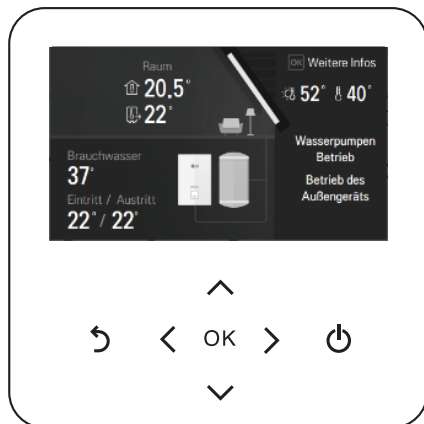 Raum
20.5°
22°
OK Weitere Infos
52° 40°
Wasserpumpen
Betrieb
Betrieb des
Außengeräts
Brauchwasser
37°
Eintritt / Austritt
22° / 22°
OK